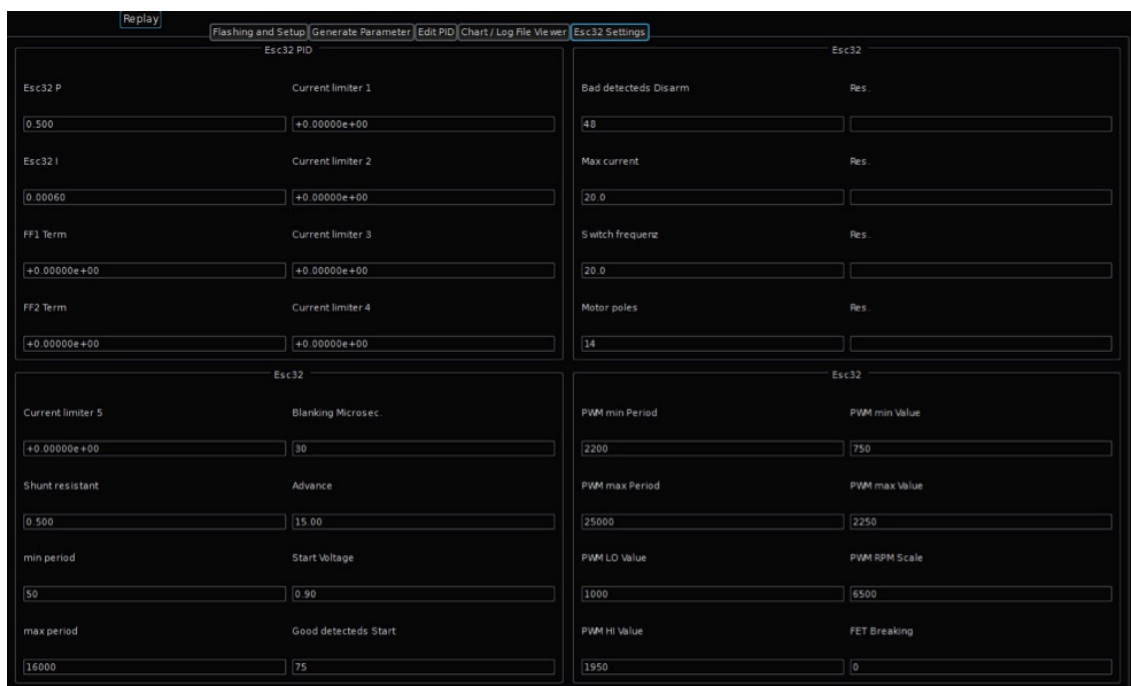 Replay
Flashing and Setup Generate Parameter Edit PID Chart / Log File Viewer Esc32 Settings
Esc32 PID
Esc32 P Current limiter 1
0.500 +0.00000e+00
Esc32 I Current limiter 2
0.00060 +0.00000e+00
FF1 Term Current limiter 3
+0.00000e+00 +0.00000e+00
FF2 Term Current limiter 4
+0.00000e+00 +0.00000e+00
Esc32
Bad detecteds Disarm Res.
48
Max current Res.
20.0
Switch frequenz Res.
20.0
Motor poles Res.
14
Esc32
Current limiter 5 Blanking Microsec.
+0.00000e+00 30
Shunt resistant Advance
0.500 15.00
min period Start Voltage
50 0.90
max period Good detecteds Start
16000 75
Esc32
PWM min Period PWM min Value
2200 750
PWM max Period PWM max Value
25000 2250
PWM LO Value PWM RPM Scale
1000 6500
PWM HI Value FET Breaking
1950 0